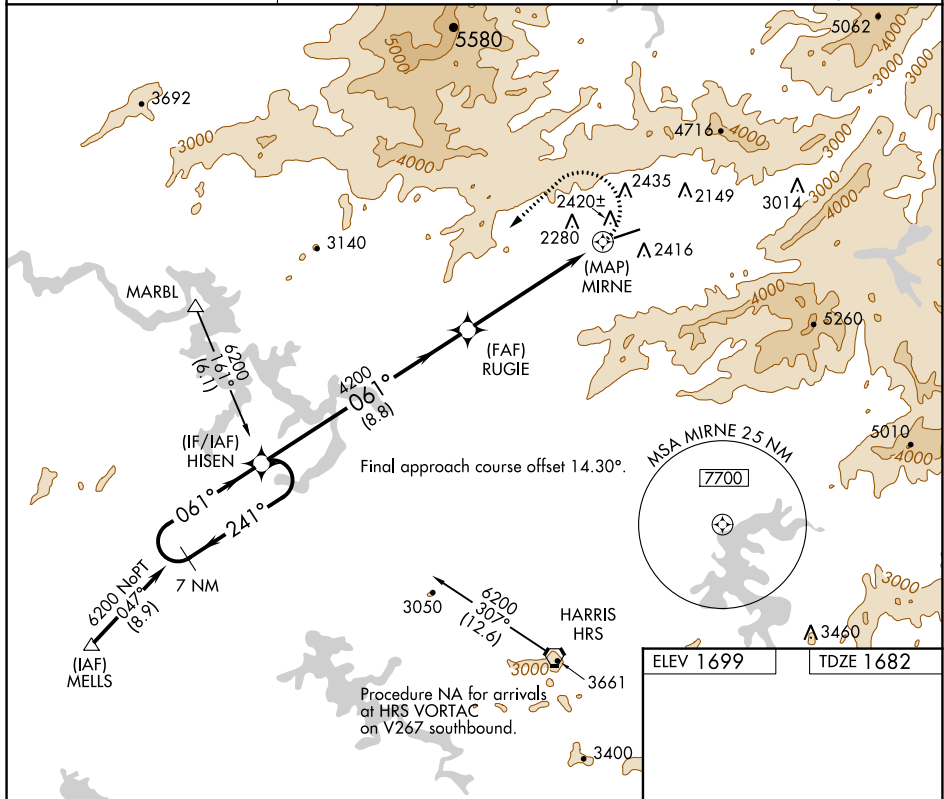 5580
5062
4000
5000
3000
3000
3692
3000
4716
4000
3000
4000
2435
2149
3014
3000
4000
2420±
2280
2416
(MAP)
MIRNE
3140
MARBL
6200
161°
(6.1)
4000
5260
(FAF)
RUGIE
4200
061°
(8.8)
(IF/IAF)
HISEN
Final approach course offset 14.30°.
MSA MIRNE 25 NM
7700
5010
4000
061°
241°
7 NM
6200 NoPT
047°
(8.9)
(IAF)
MELLS
3050
6200
307°
(12.6)
HARRIS
HRS
3000
3661
3000
3460
Procedure NA for arrivals
at HRS VORTAC
on V267 southbound.
3400
ELEV 1699
TDZE 1682